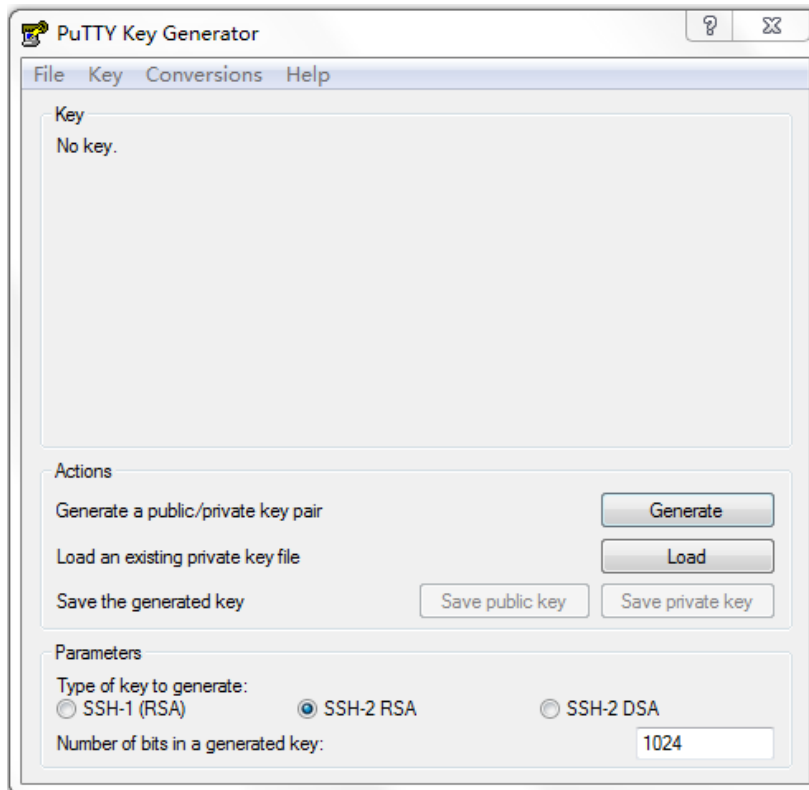 PuTTY Key Generator
File Key Conversions Help
Key
No key.
Actions
Generate a public/private key pair Generate
Load an existing private key file Load
Save the generated key Save public key Save private key
Parameters
Type of key to generate:
SSH-1 (RSA) SSH-2 RSA SSH-2 DSA
Number of bits in a generated key: 1024